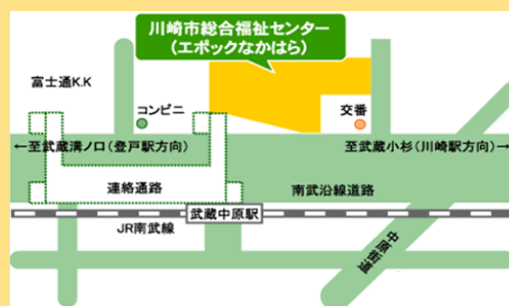 川崎市総合福祉センター
(エポックなかはら)
富士通K.K
コンビニ
交番
←至武蔵溝ノ口(登戸駅方向)
至武蔵小杉(川崎駅方向)→
連絡通路
南武沿線道路
武蔵中原駅
JR南武線
中原街道